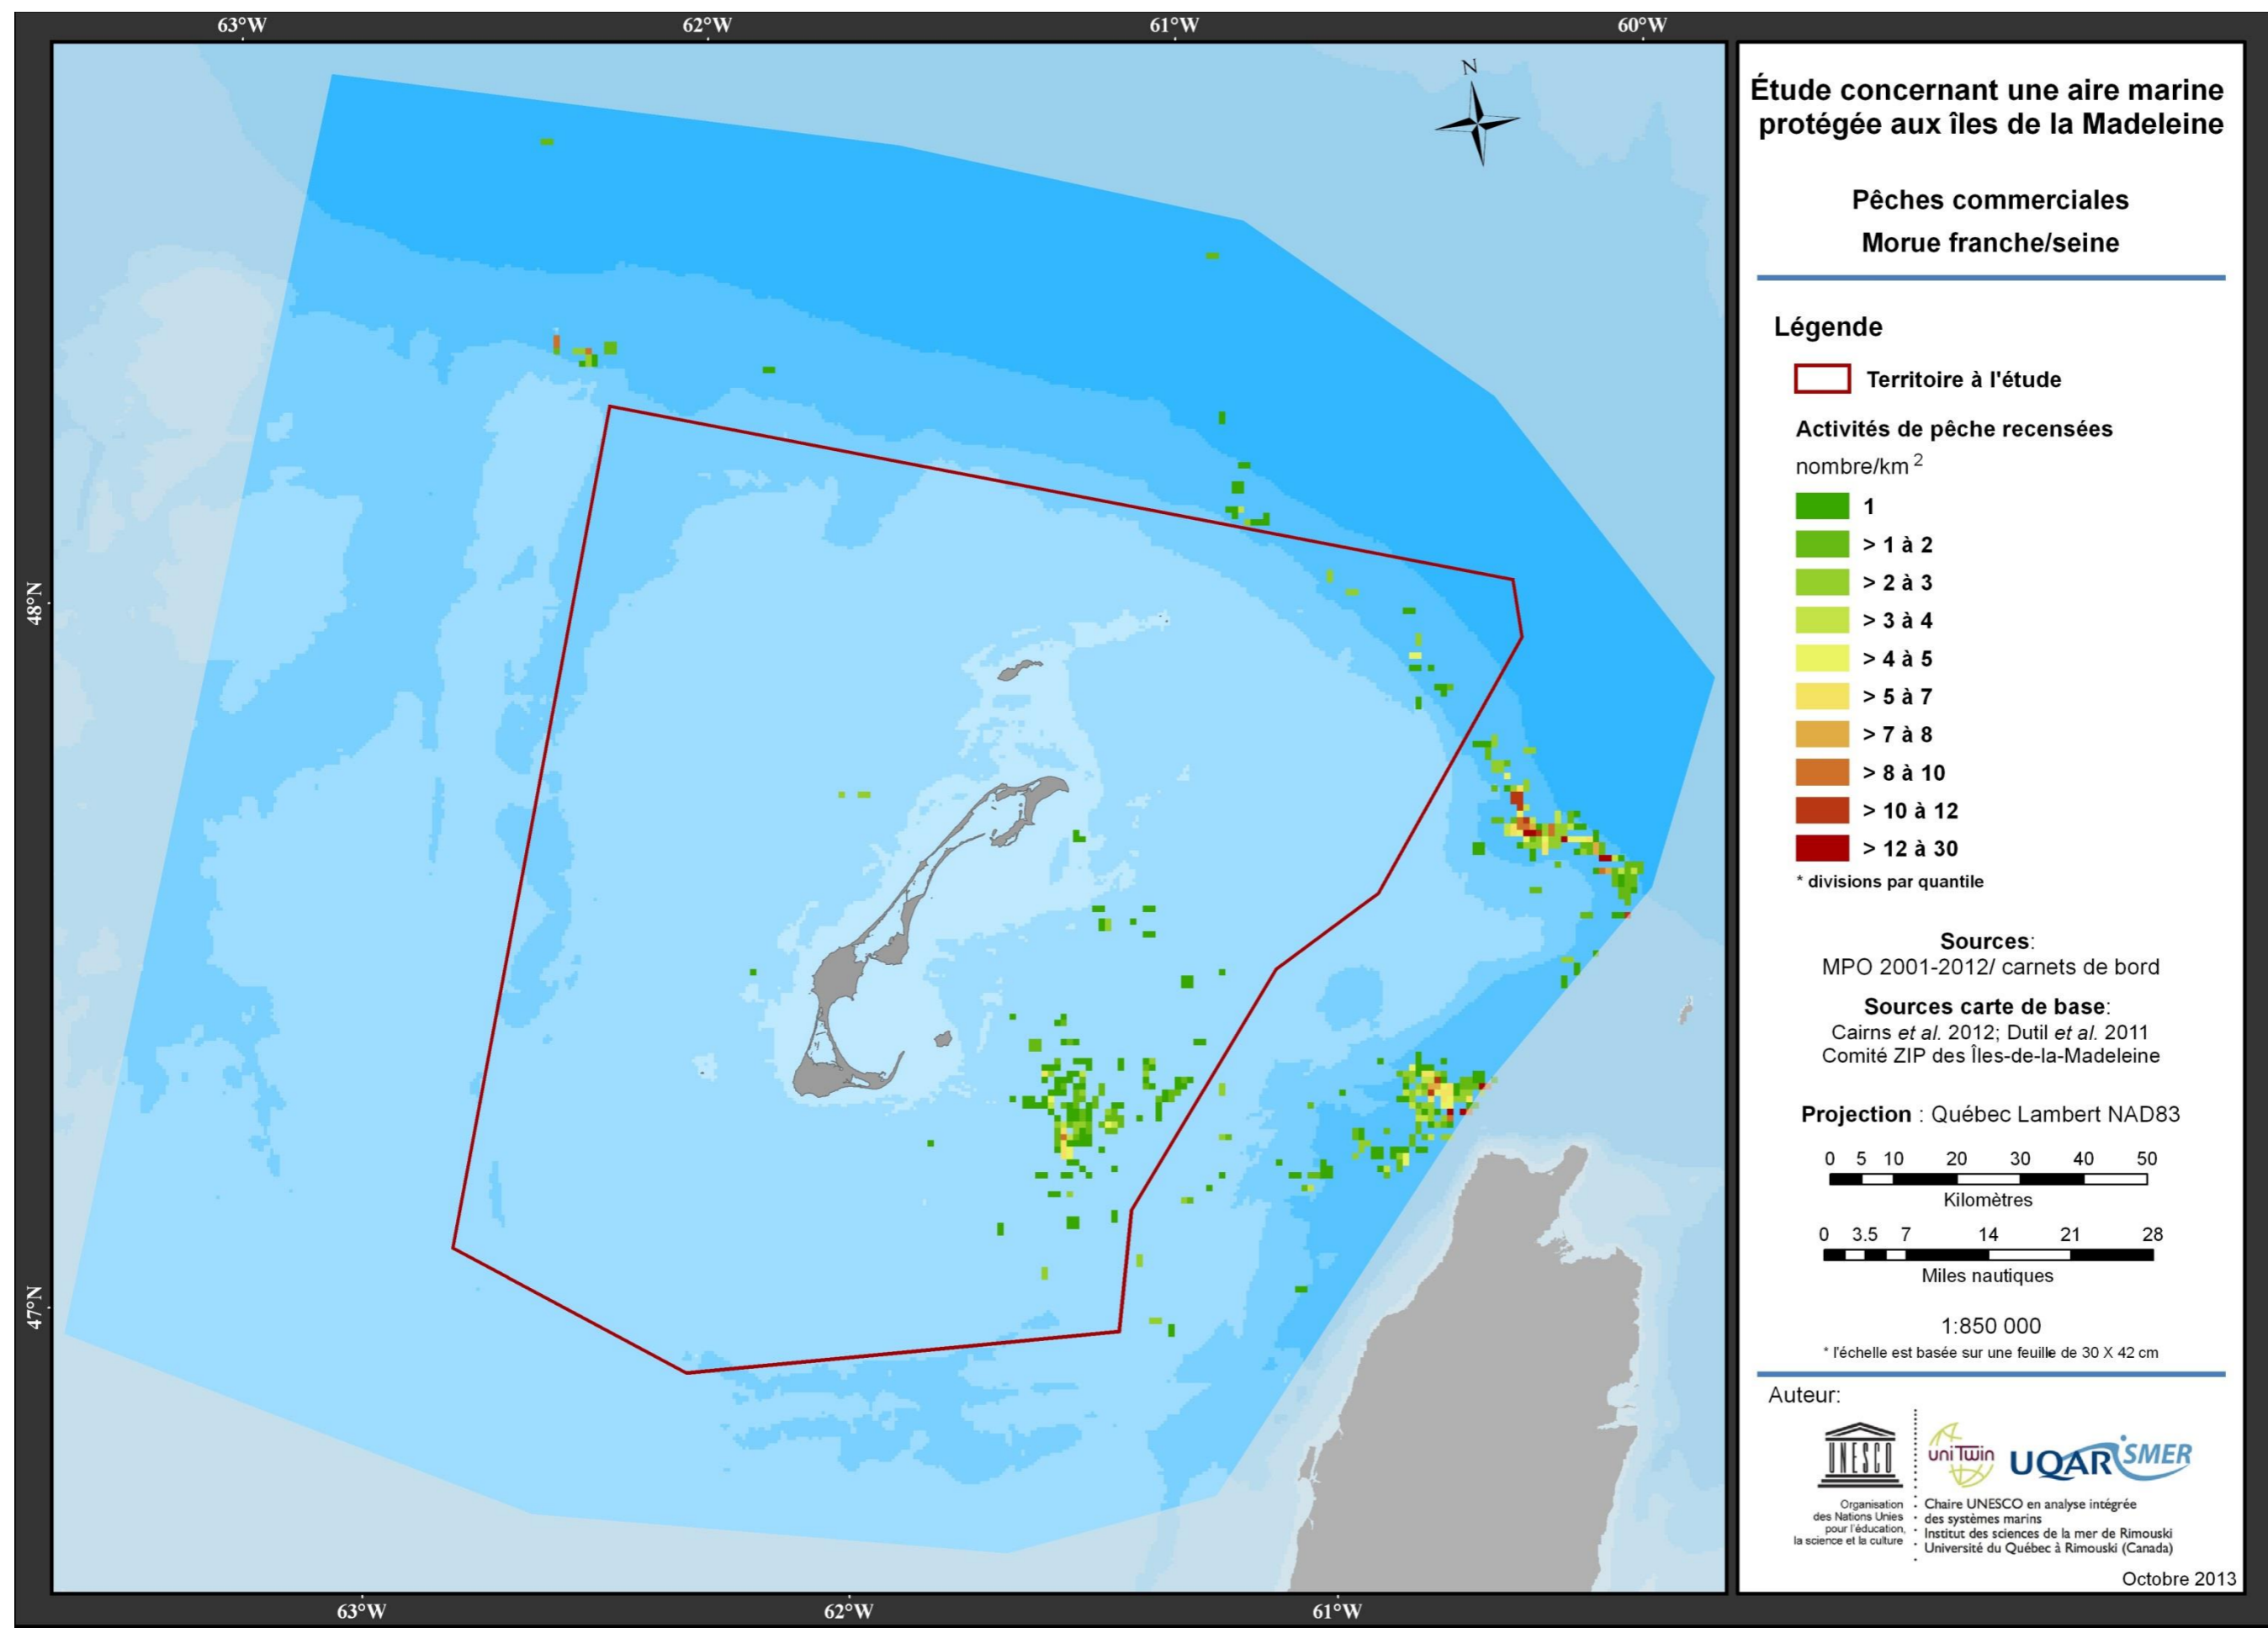 63°W 62°W 61°W 60°W
N
48°N
47°N
63°W 62°W 61°W
Étude concernant une aire marine
protégée aux îles de la Madeleine
Pêches commerciales
Morue franche/seine
Légende
Territoire à l'étude
Activités de pêche recensées
nombre/km²
1
> 1 à 2
> 2 à 3
> 3 à 4
> 4 à 5
> 5 à 7
> 7 à 8
> 8 à 10
> 10 à 12
> 12 à 30
* divisions par quantile
Sources:
MPO 2001-2012/ carnets de bord
Sources carte de base:
Cairns et al. 2012; Dutil et al. 2011
Comité ZIP des Îles-de-la-Madeleine
Projection : Québec Lambert NAD83
0 5 10 20 30 40 50
Kilomètres
0 3.5 7 14 21 28
Miles nautiques
1:850 000
* l'échelle est basée sur une feuille de 30 X 42 cm
Auteur:
UNESCO
uniTwin
UQAR
iSMER
Organisation
des Nations Unies
pour l'éducation,
la science et la culture
Chaire UNESCO en analyse intégrée
des systèmes marins
Institut des sciences de la mer de Rimouski
Université du Québec à Rimouski (Canada)
Octobre 2013